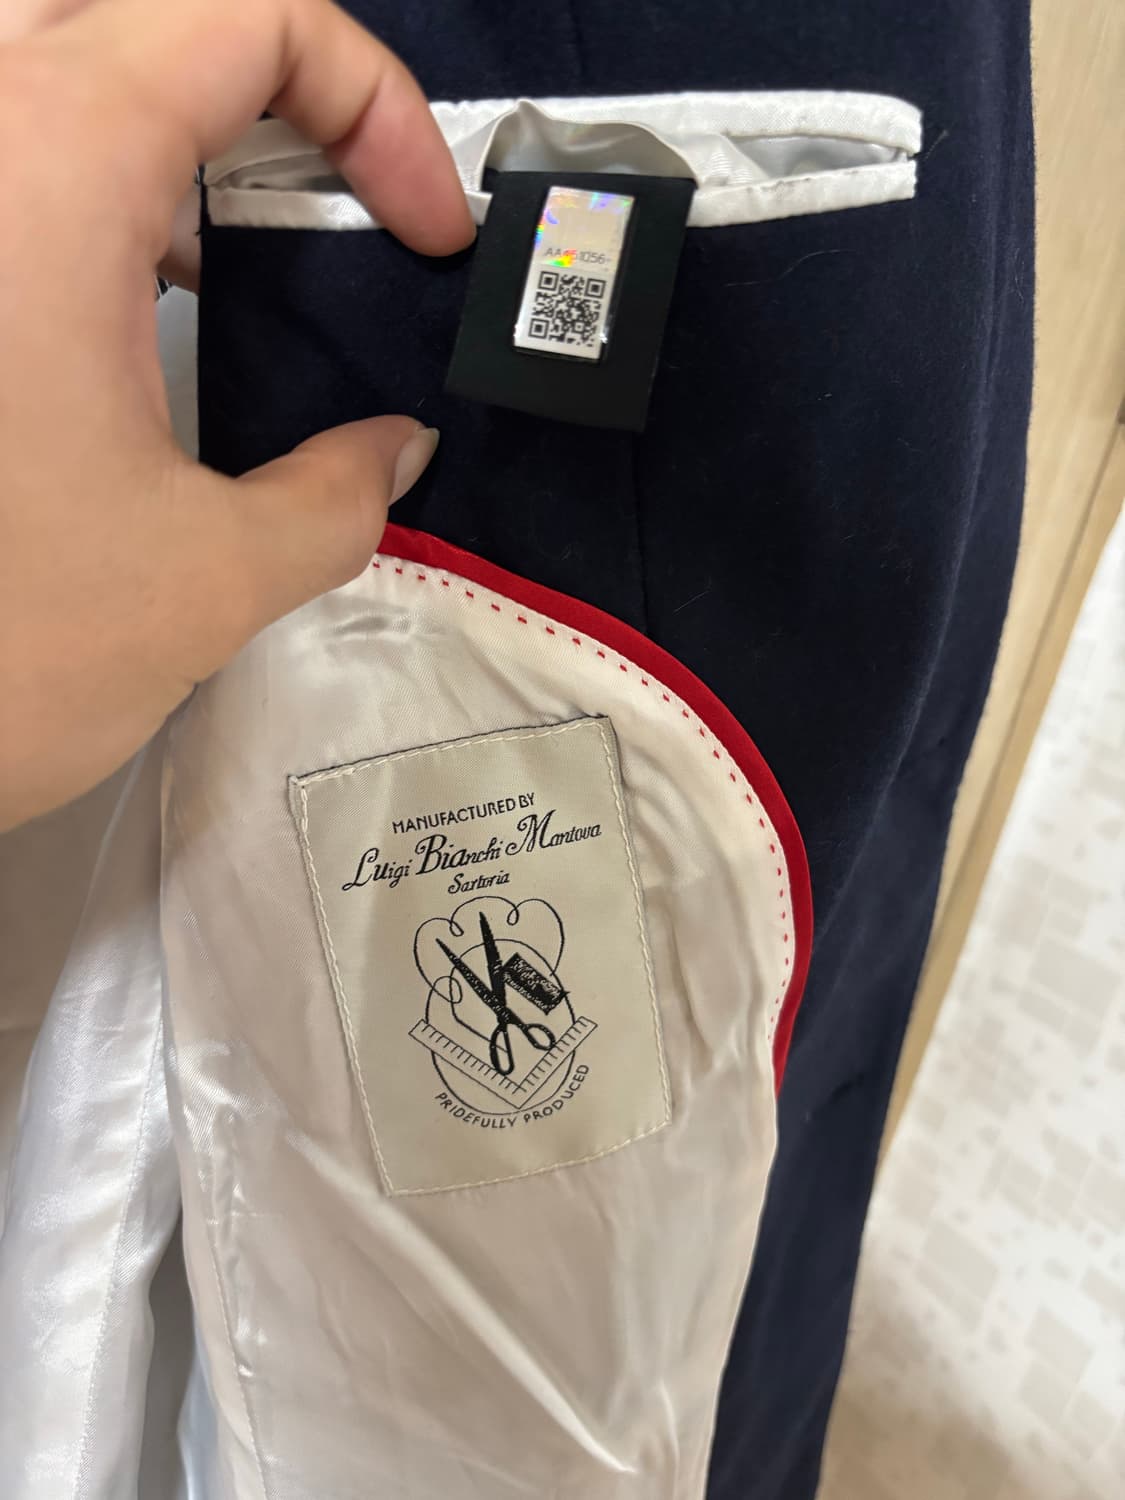 MANUFACTURED BY
Luigi Bianchi Mantova
Sartoria
PRIDEFULLY PRODUCED